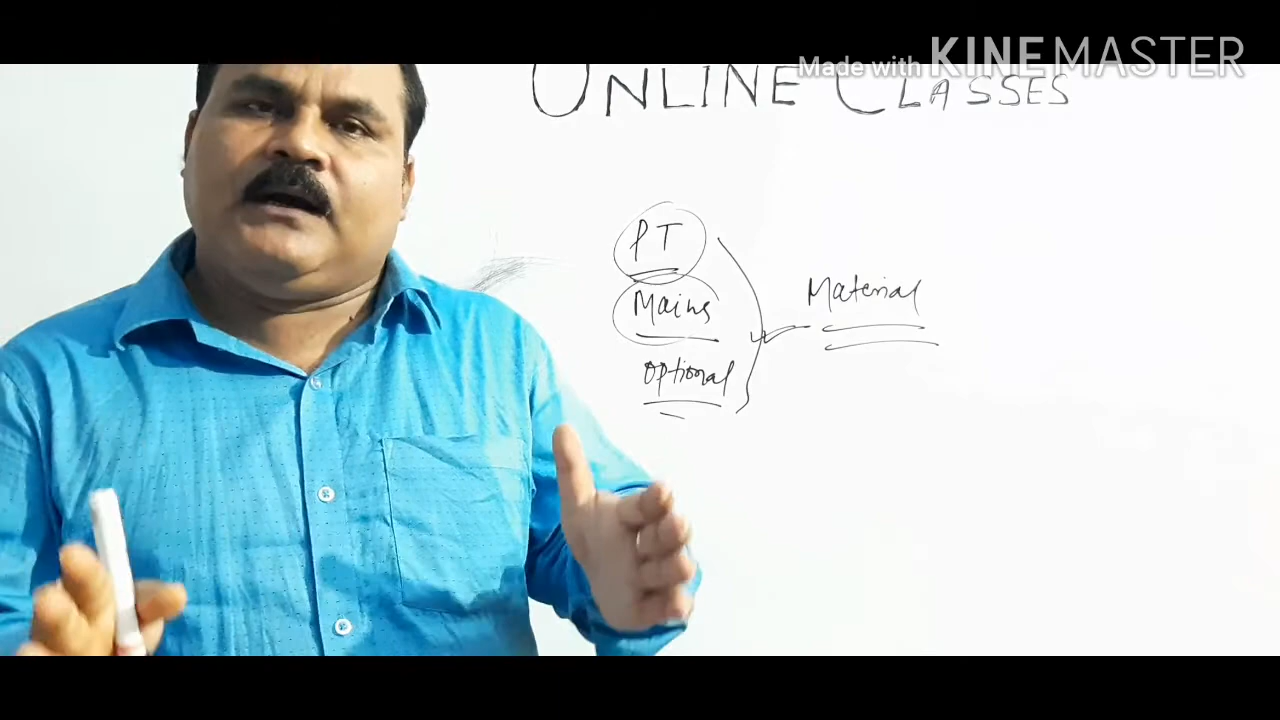 Made with KINEMASTER
ONLINE CLASSES
PT
Mains
optional
Material